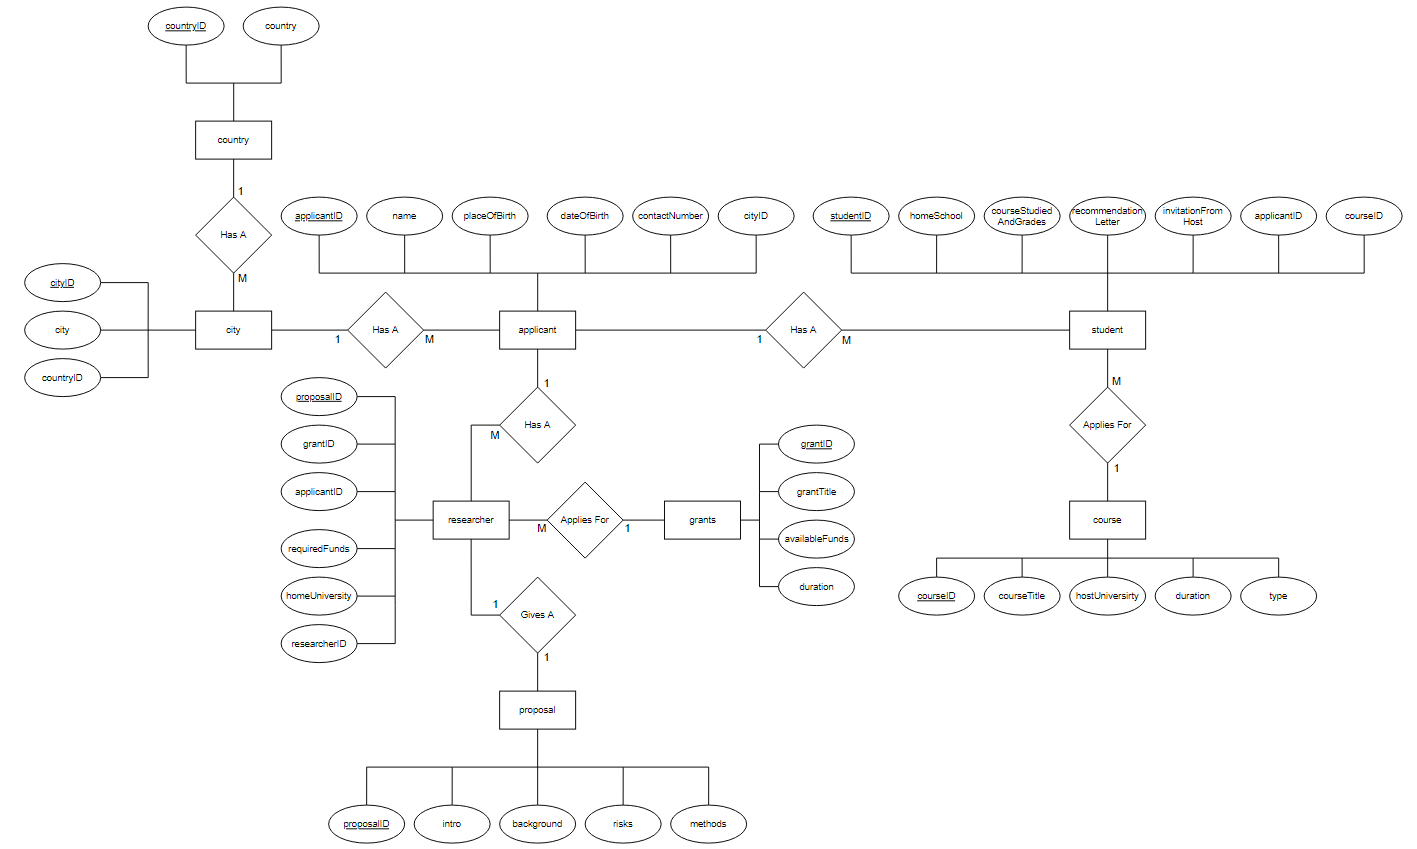 countryID
country
country
1
Has A
M
applicantID
name
placeOfBirth
dateOfBirth
contactNumber
cityID
studentID
homeSchool
courseStudied
AndGrades
recommendation
Letter
invitationFrom
Host
applicantID
courseID
cityID
city
countryID
city
1
Has A
M
applicant
1
Has A
M
student
1
Has A
M
M
Applies For
1
proposalID
grantID
applicantID
requiredFunds
homeUniversity
researcherID
researcher
M
Applies For
1
grants
grantID
grantTitle
availableFunds
duration
course
courseID
courseTitle
hostUniversirty
duration
type
1
Gives A
1
proposal
proposalID
intro
background
risks
methods